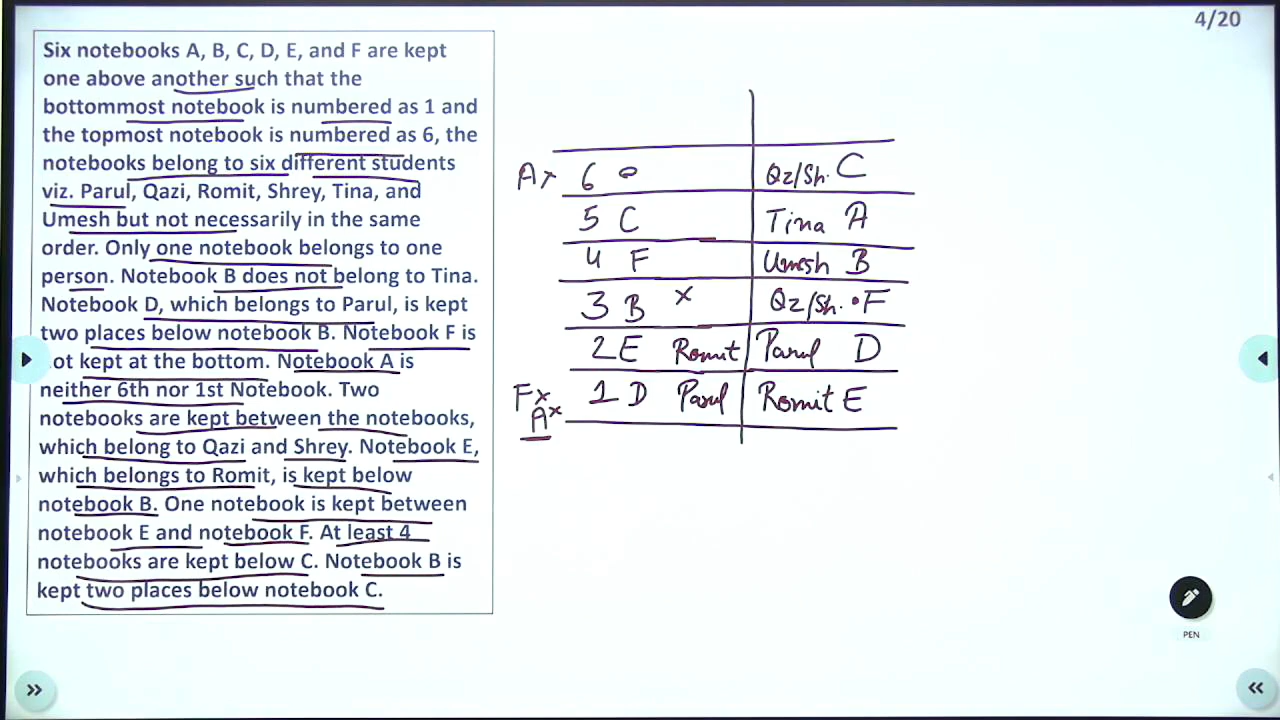 4/20
Six notebooks A, B, C, D, E, and F are kept
one above another such that the
bottommost notebook is numbered as 1 and
the topmost notebook is numbered as 6, the
notebooks belong to six different students
viz. Parul, Qazi, Romit, Shrey, Tina, and
Umesh but not necessarily in the same
order. Only one notebook belongs to one
person. Notebook B does not belong to Tina.
Notebook D, which belongs to Parul, is kept
two places below notebook B. Notebook F is
ot kept at the bottom. Notebook A is
neither 6th nor 1st Notebook. Two
notebooks are kept between the notebooks,
which belong to Qazi and Shrey. Notebook E,
which belongs to Romit, is kept below
notebook B. One notebook is kept between
notebook E and notebook F. At least 4
notebooks are kept below C. Notebook B is
kept two places below notebook C.
Ax 6 Qz/Sh. C
5 C Tina A
4 F Umesh B
3 B x Qz/Sh. F
2 E Romit Parul D
Fx 1 D Parul Romit E
Ax
PEN